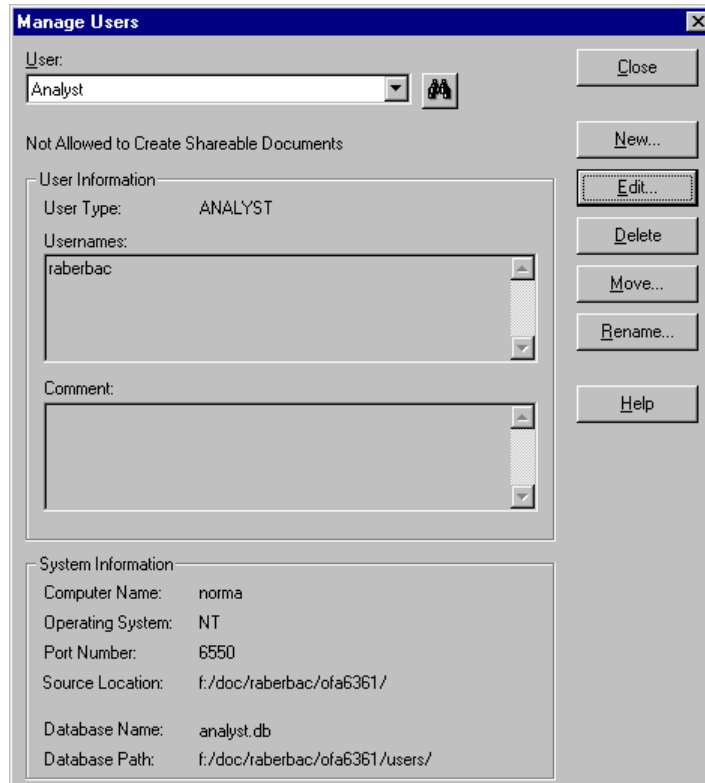 Manage Users
User:
Analyst
Not Allowed to Create Shareable Documents
User Information
User Type: ANALYST
Usernames:
raberbac
Comment:
System Information
Computer Name: norma
Operating System: NT
Port Number: 6550
Source Location: f:/doc/raberbac/ofa6361/
Database Name: analyst.db
Database Path: f:/doc/raberbac/ofa6361/users/
Close
New...
Edit...
Delete
Move...
Rename...
Help